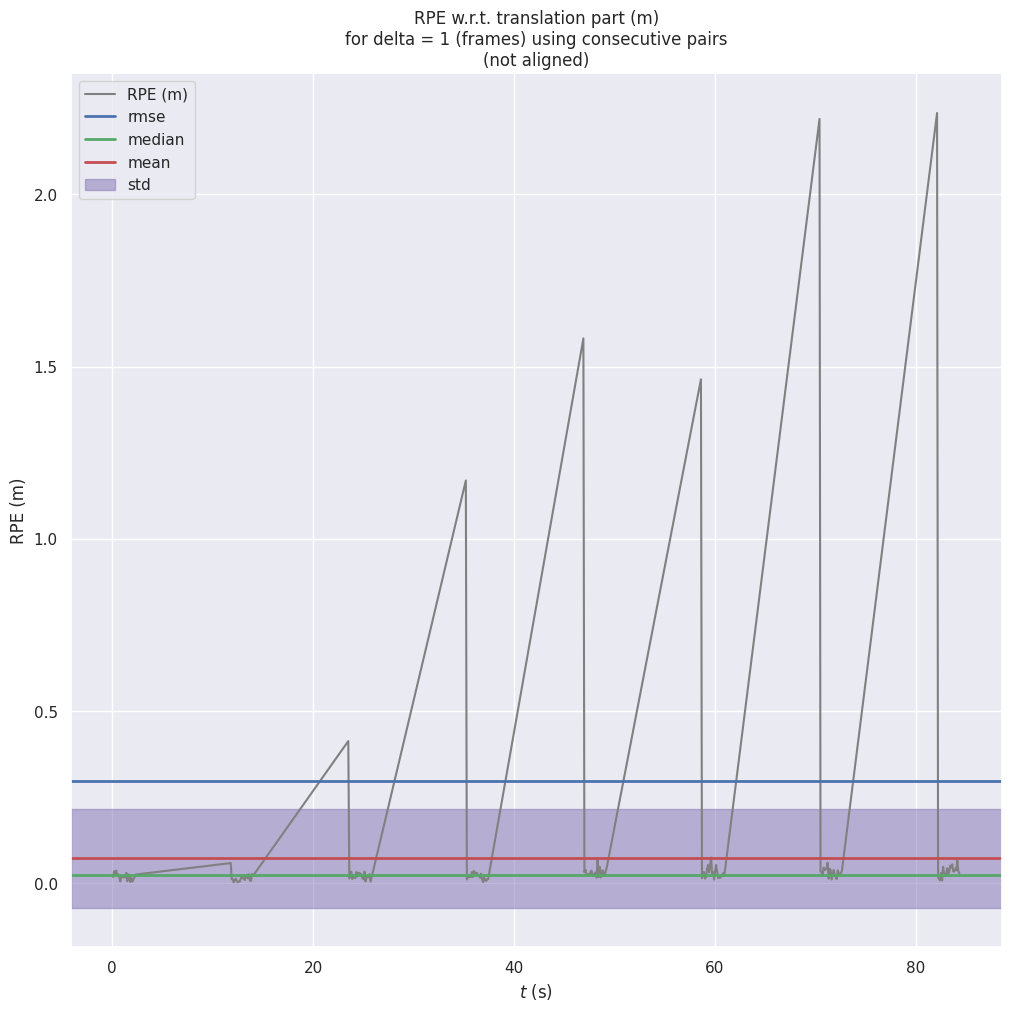 RPE w.r.t. translation part (m)
for delta = 1 (frames) using consecutive pairs
(not aligned)
RPE (m)
rmse
median
mean
std
RPE (m)
2.0
1.5
1.0
0.5
0.0
0 20 40 60 80
t (s)